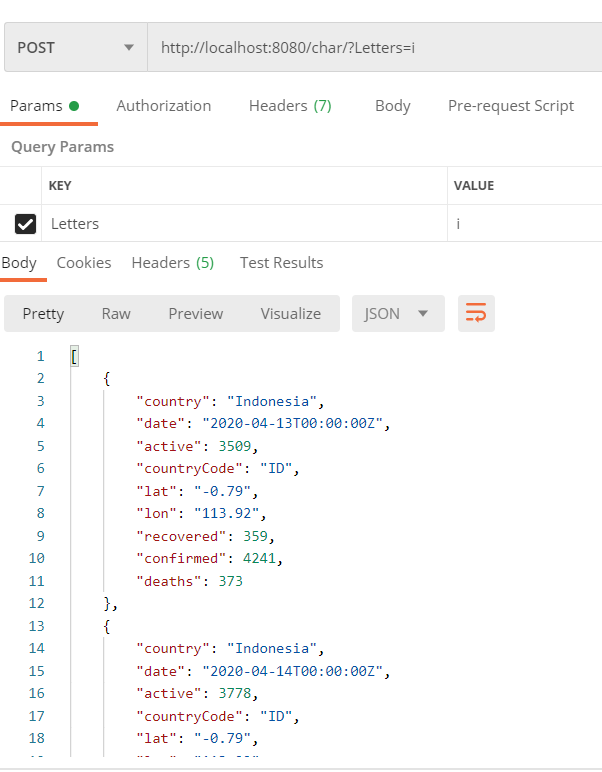 POST http://localhost:8080/char/?Letters=i
Params Authorization Headers (7) Body Pre-request Script
Query Params
KEY VALUE
Letters i
Body Cookies Headers (5) Test Results
Pretty Raw Preview Visualize JSON
1 [
2 {
3 "country": "Indonesia",
4 "date": "2020-04-13T00:00:00Z",
5 "active": 3509,
6 "countryCode": "ID",
7 "lat": "-0.79",
8 "lon": "113.92",
9 "recovered": 359,
10 "confirmed": 4241,
11 "deaths": 373
12 },
13 {
14 "country": "Indonesia",
15 "date": "2020-04-14T00:00:00Z",
16 "active": 3778,
17 "countryCode": "ID",
18 "lat": "-0.79",